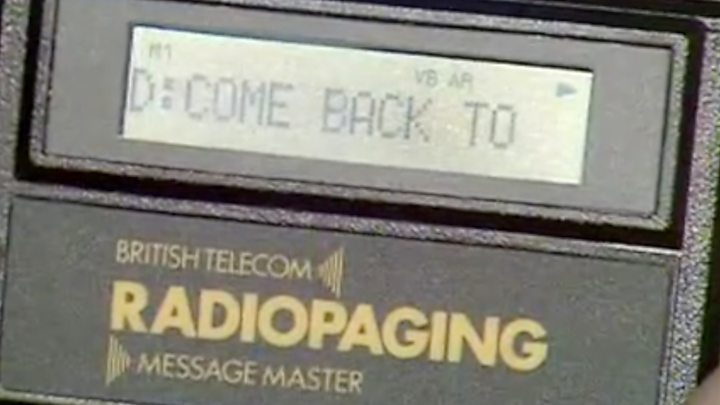 M1
VB AR
D:COME BACK TO
BRITISH TELECOM
RADIOPAGING
MESSAGE MASTER